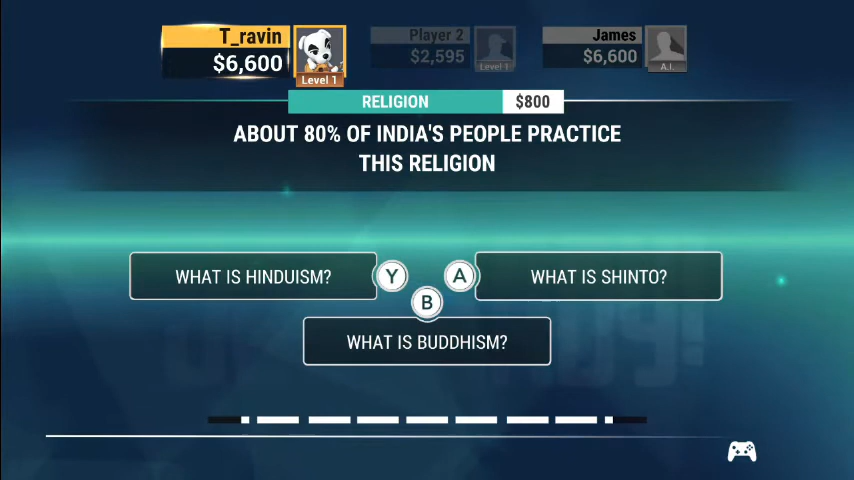 T_ravin
$6,600
Level 1
Player 2
$2,595
Level 1
James
$6,600
A.I.
RELIGION
$800
ABOUT 80% OF INDIA'S PEOPLE PRACTICE
THIS RELIGION
WHAT IS HINDUISM?
Y
A
WHAT IS SHINTO?
B
WHAT IS BUDDHISM?